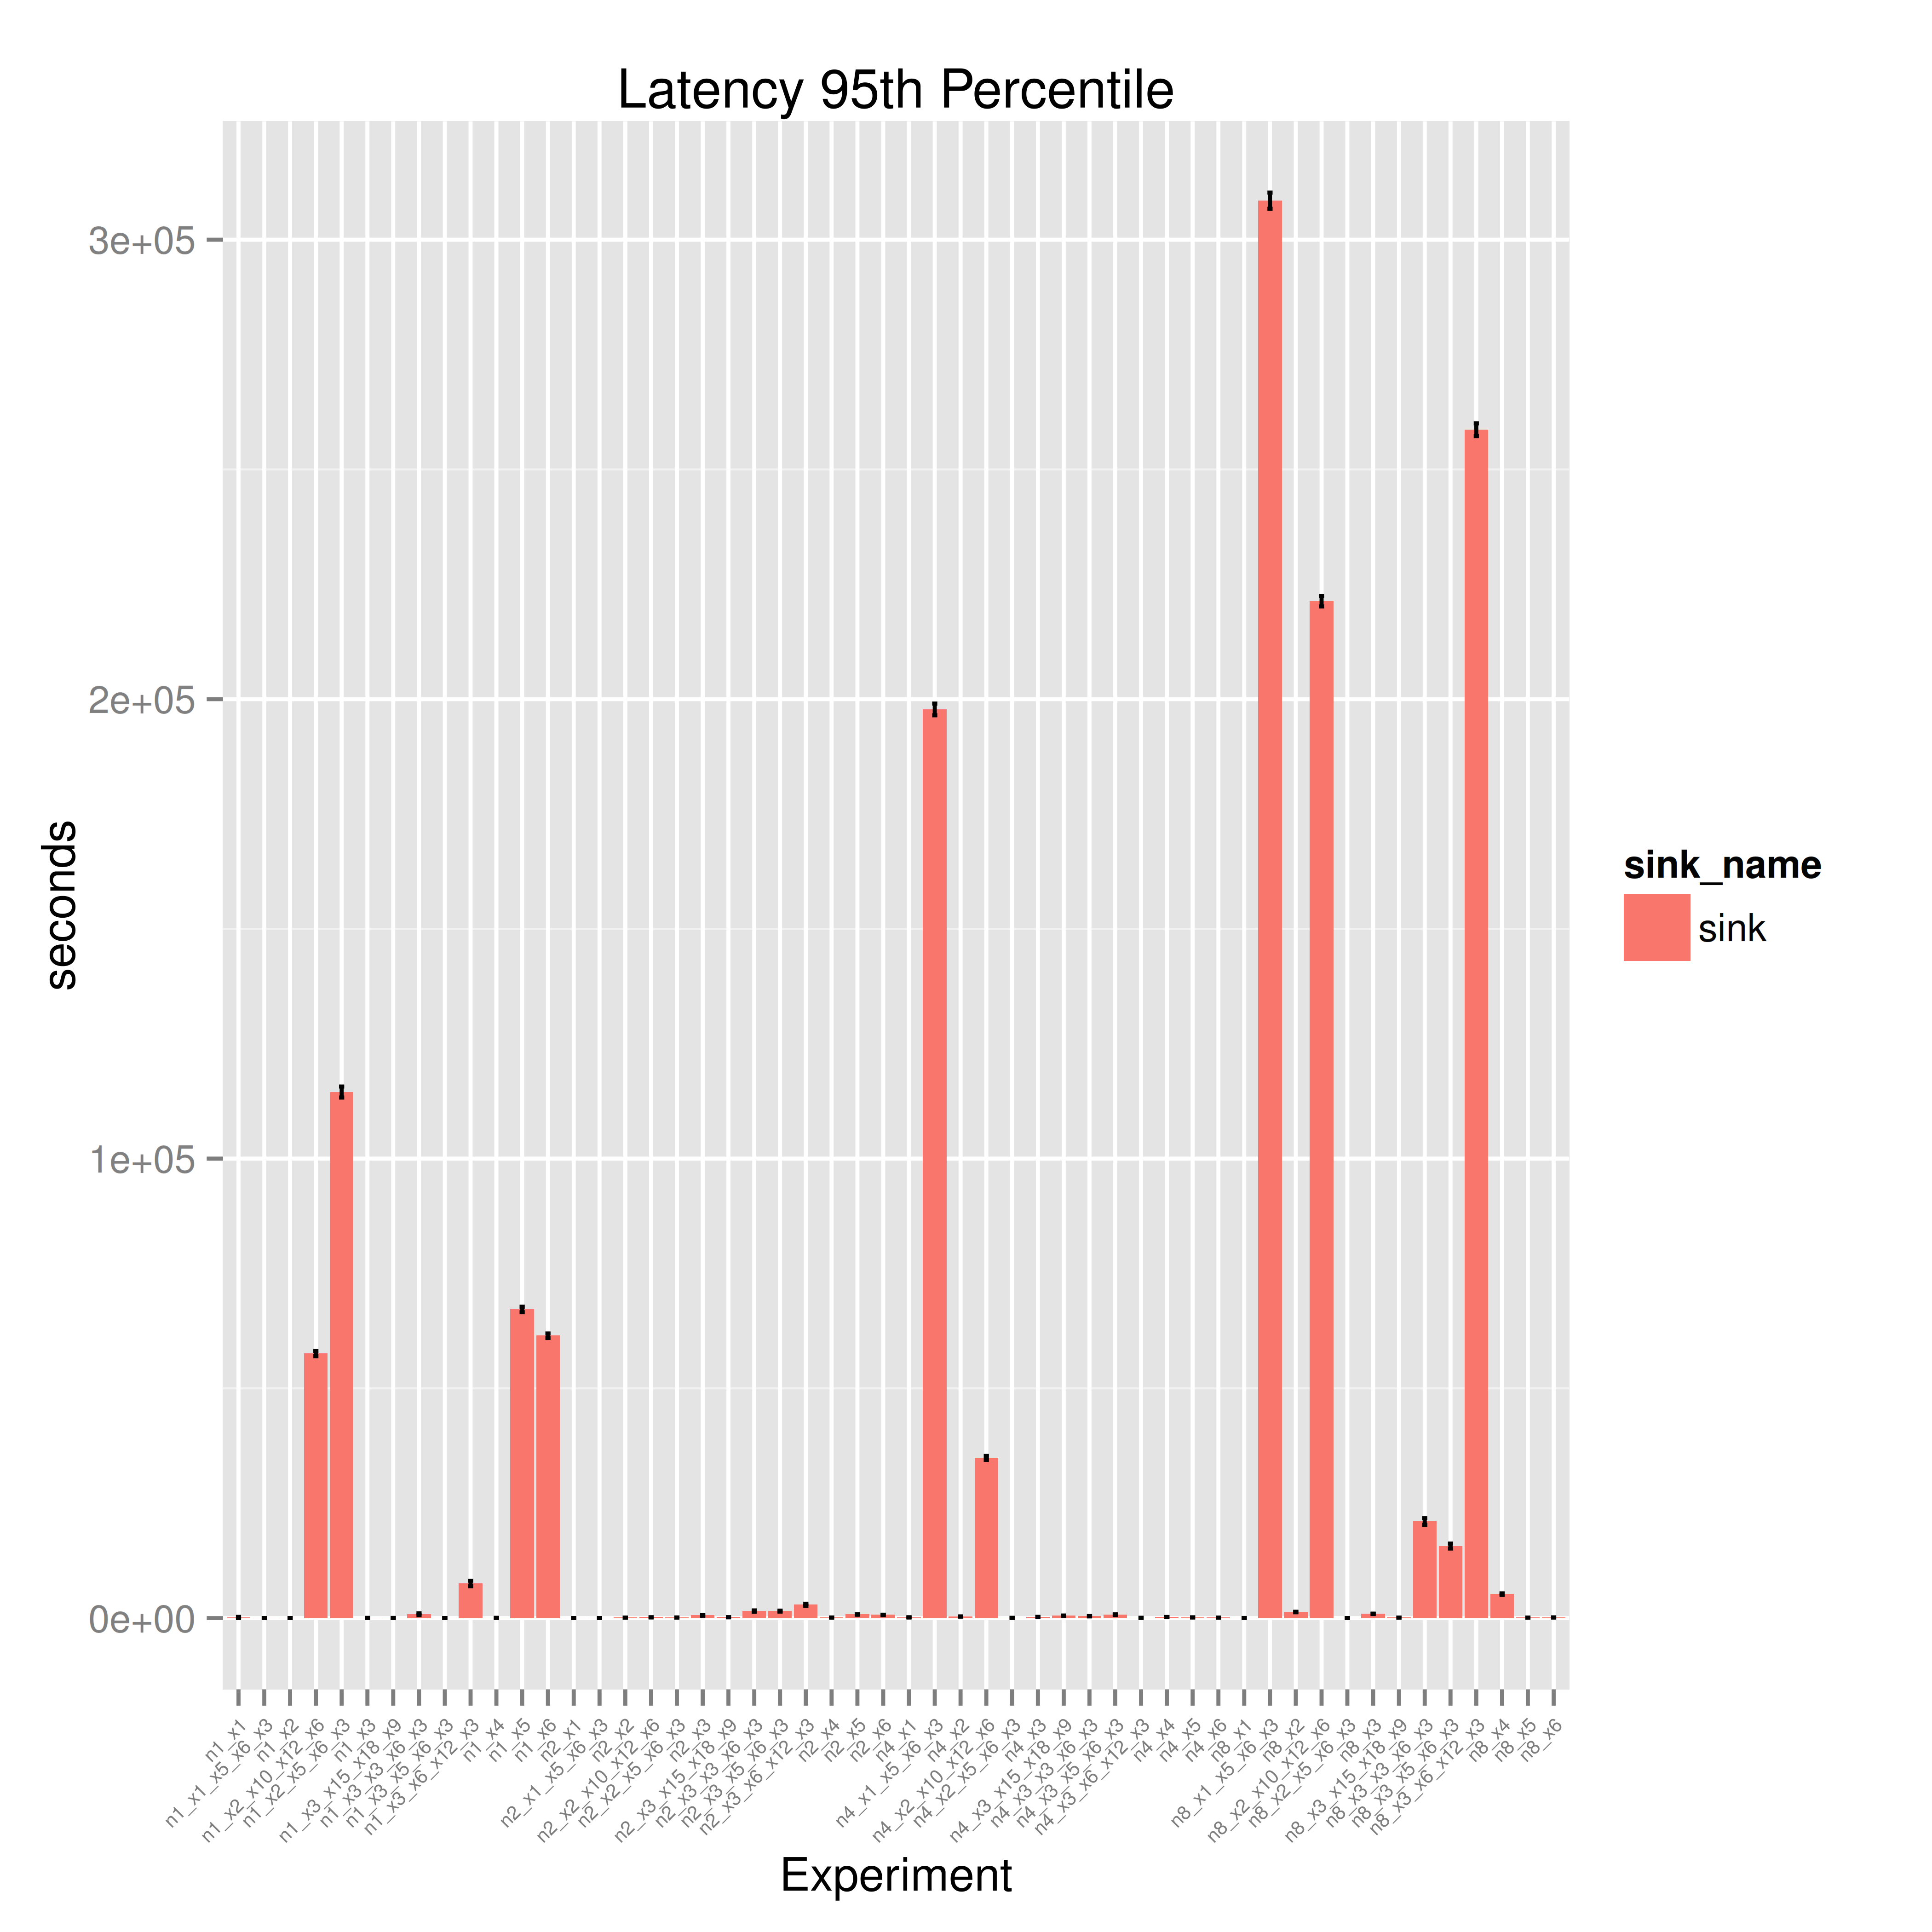 Latency 95th Percentile
3e+05
2e+05
1e+05
0e+00
seconds
n1_x1
n1_x1_x5_x6_x3
n1_x2
n1_x2_x10_x12_x6
n1_x2_x5_x6_x3
n1_x3
n1_x3_x15_x18_x9
n1_x3_x3_x6_x3
n1_x3_x5_x6_x3
n1_x3_x6_x12_x3
n1_x4
n1_x5
n1_x6
n2_x1
n2_x1_x5_x6_x3
n2_x2
n2_x2_x10_x12_x6
n2_x2_x5_x6_x3
n2_x3
n2_x3_x15_x18_x9
n2_x3_x3_x6_x3
n2_x3_x5_x6_x3
n2_x3_x6_x12_x3
n2_x4
n2_x5
n2_x6
n4_x1
n4_x1_x5_x6_x3
n4_x2
n4_x2_x10_x12_x6
n4_x2_x5_x6_x3
n4_x3
n4_x3_x15_x18_x9
n4_x3_x3_x6_x3
n4_x3_x5_x6_x3
n4_x3_x6_x12_x3
n4_x4
n4_x5
n4_x6
n8_x1
n8_x1_x5_x6_x3
n8_x2
n8_x2_x10_x12_x6
n8_x2_x5_x6_x3
n8_x3
n8_x3_x15_x18_x9
n8_x3_x3_x6_x3
n8_x3_x5_x6_x3
n8_x3_x6_x12_x3
n8_x4
n8_x5
n8_x6
Experiment
sink_name
sink